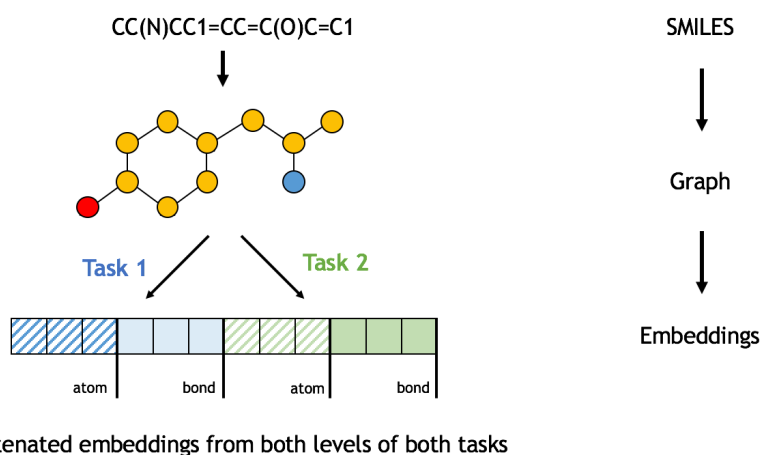 CC(N)CC1=CC=C(O)C=C1
SMILES
Graph
Task 1
Task 2
Embeddings
atom
bond
atom
bond
embeddings from both levels of both tasks